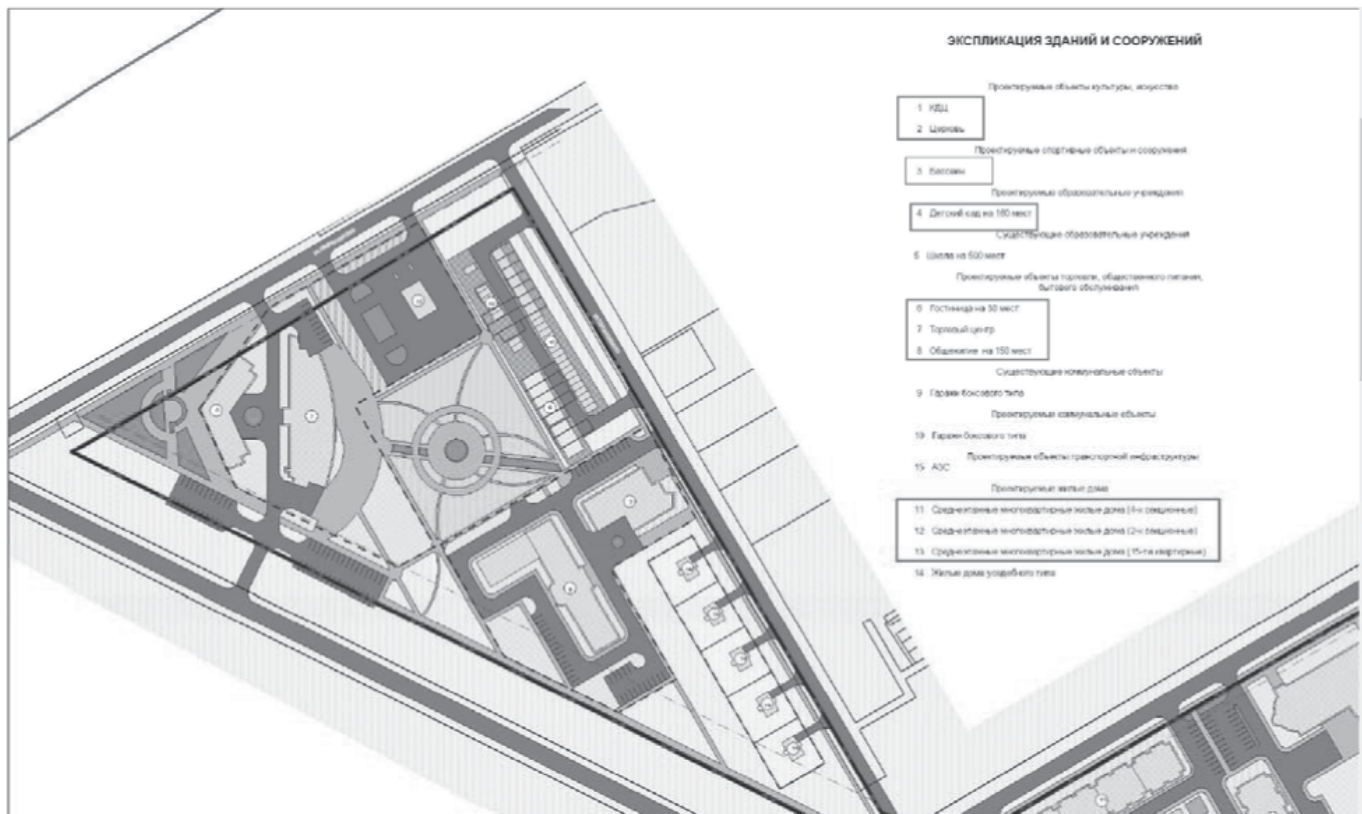 ЭКСПЛИКАЦИЯ ЗДАНИЙ И СООРУЖЕНИЙ
Проектируемые объекты культуры, искусства
1 КДЦ
2 Церковь
Проектируемые спортивные объекты и сооружения
3 Бассейн
Проектируемые образовательные учреждения
4 Детский сад на 160 мест
Существующие образовательные учреждения
5 Школа на 500 мест
Проектируемые объекты торговли, общественного питания,
бытового обслуживания
6 Гостиница на 50 мест
7 Торговый центр
8 Общежитие на 150 мест
Существующие коммунальные объекты
9 Гаражи боксового типа
Проектируемые коммунальные объекты
10 Гаражи боксового типа
Проектируемые объекты транспортной инфраструктуры
15 АЗС
Проектируемые жилые дома
11 Среднеэтажные многоквартирные жилые дома (4-х секционные)
12 Среднеэтажные многоквартирные жилые дома (2-х секционные)
13 Среднеэтажные многоквартирные жилые дома (15-ти квартирные)
14 Жилые дома усадебного типа